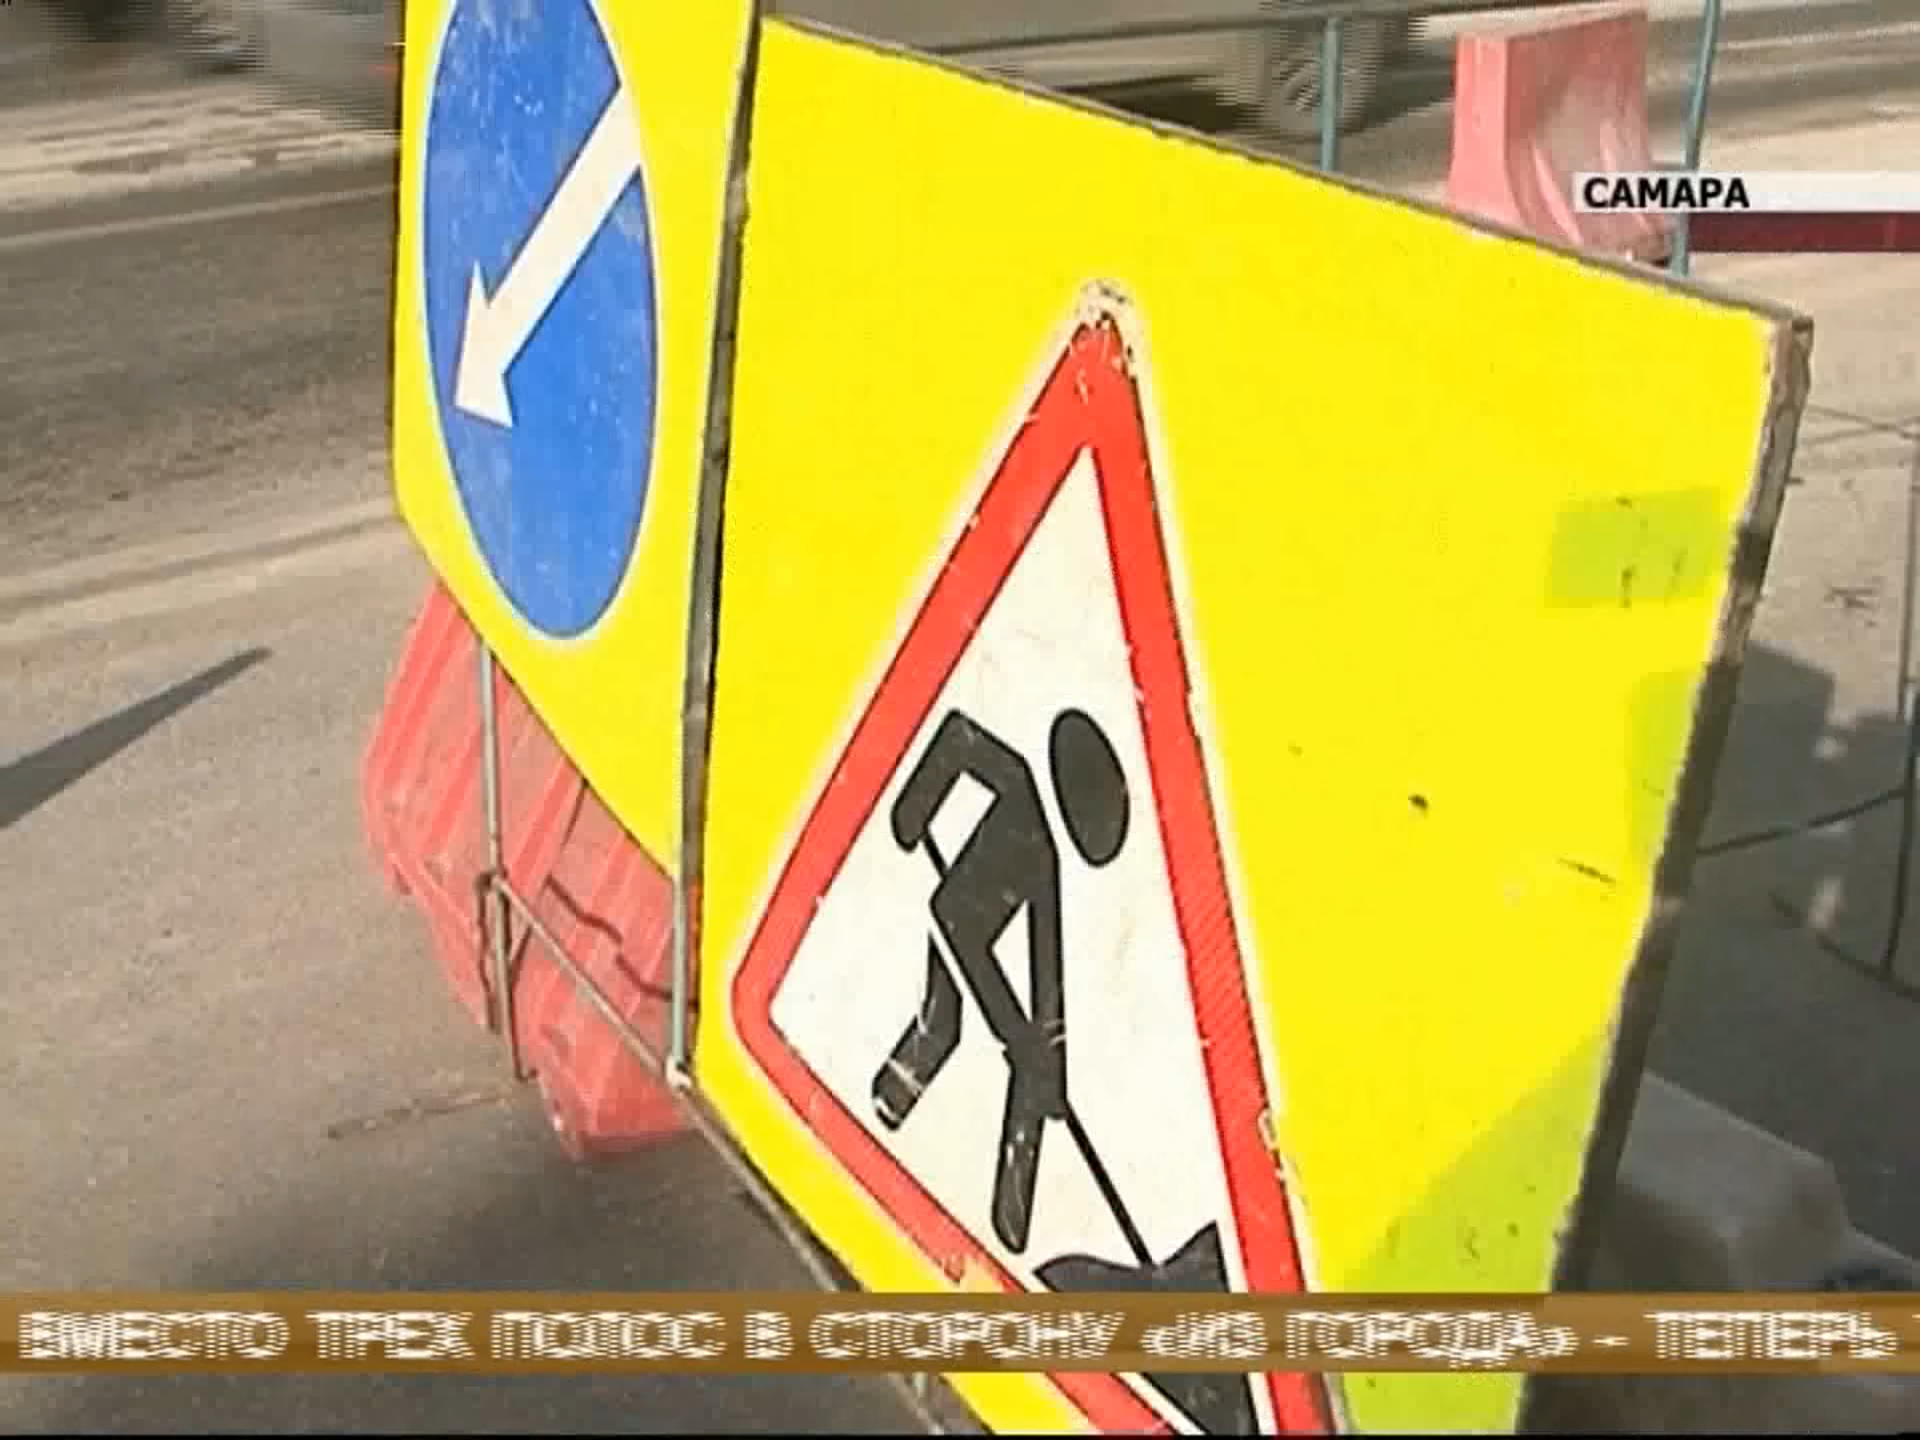 САМАРА
ВМЕСТО ТРЕХ ПОЛОС В СТОРОНУ «ИЗ ГОРОДА» - ТЕПЕРЬ